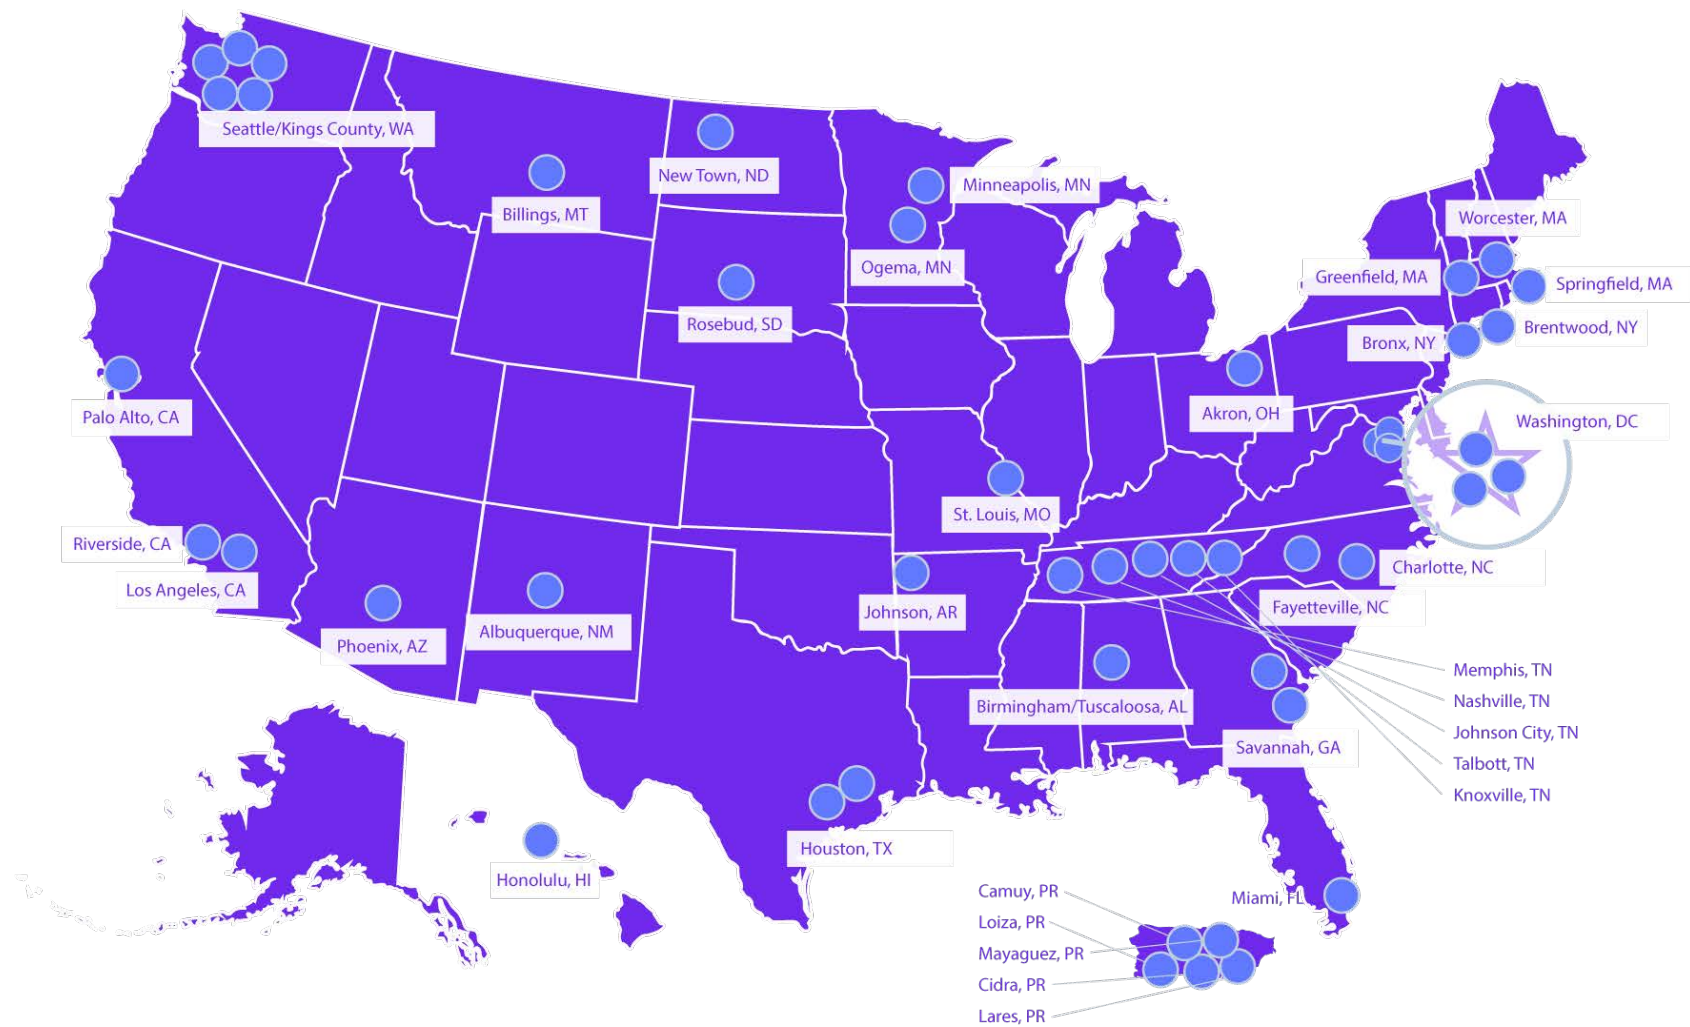 Seattle/Kings County, WA
New Town, ND
Minneapolis, MN
Billings, MT
Worcester, MA
Ogema, MN
Greenfield, MA
Springfield, MA
Rosebud, SD
Brentwood, NY
Bronx, NY
Palo Alto, CA
Akron, OH
Washington, DC
St. Louis, MO
Riverside, CA
Charlotte, NC
Los Angeles, CA
Johnson, AR
Fayetteville, NC
Phoenix, AZ
Albuquerque, NM
Memphis, TN
Nashville, TN
Birmingham/Tuscaloosa, AL
Johnson City, TN
Savannah, GA
Talbott, TN
Knoxville, TN
Houston, TX
Honolulu, HI
Miami, FL
Camuy, PR
Loiza, PR
Mayaguez, PR
Cidra, PR
Lares, PR